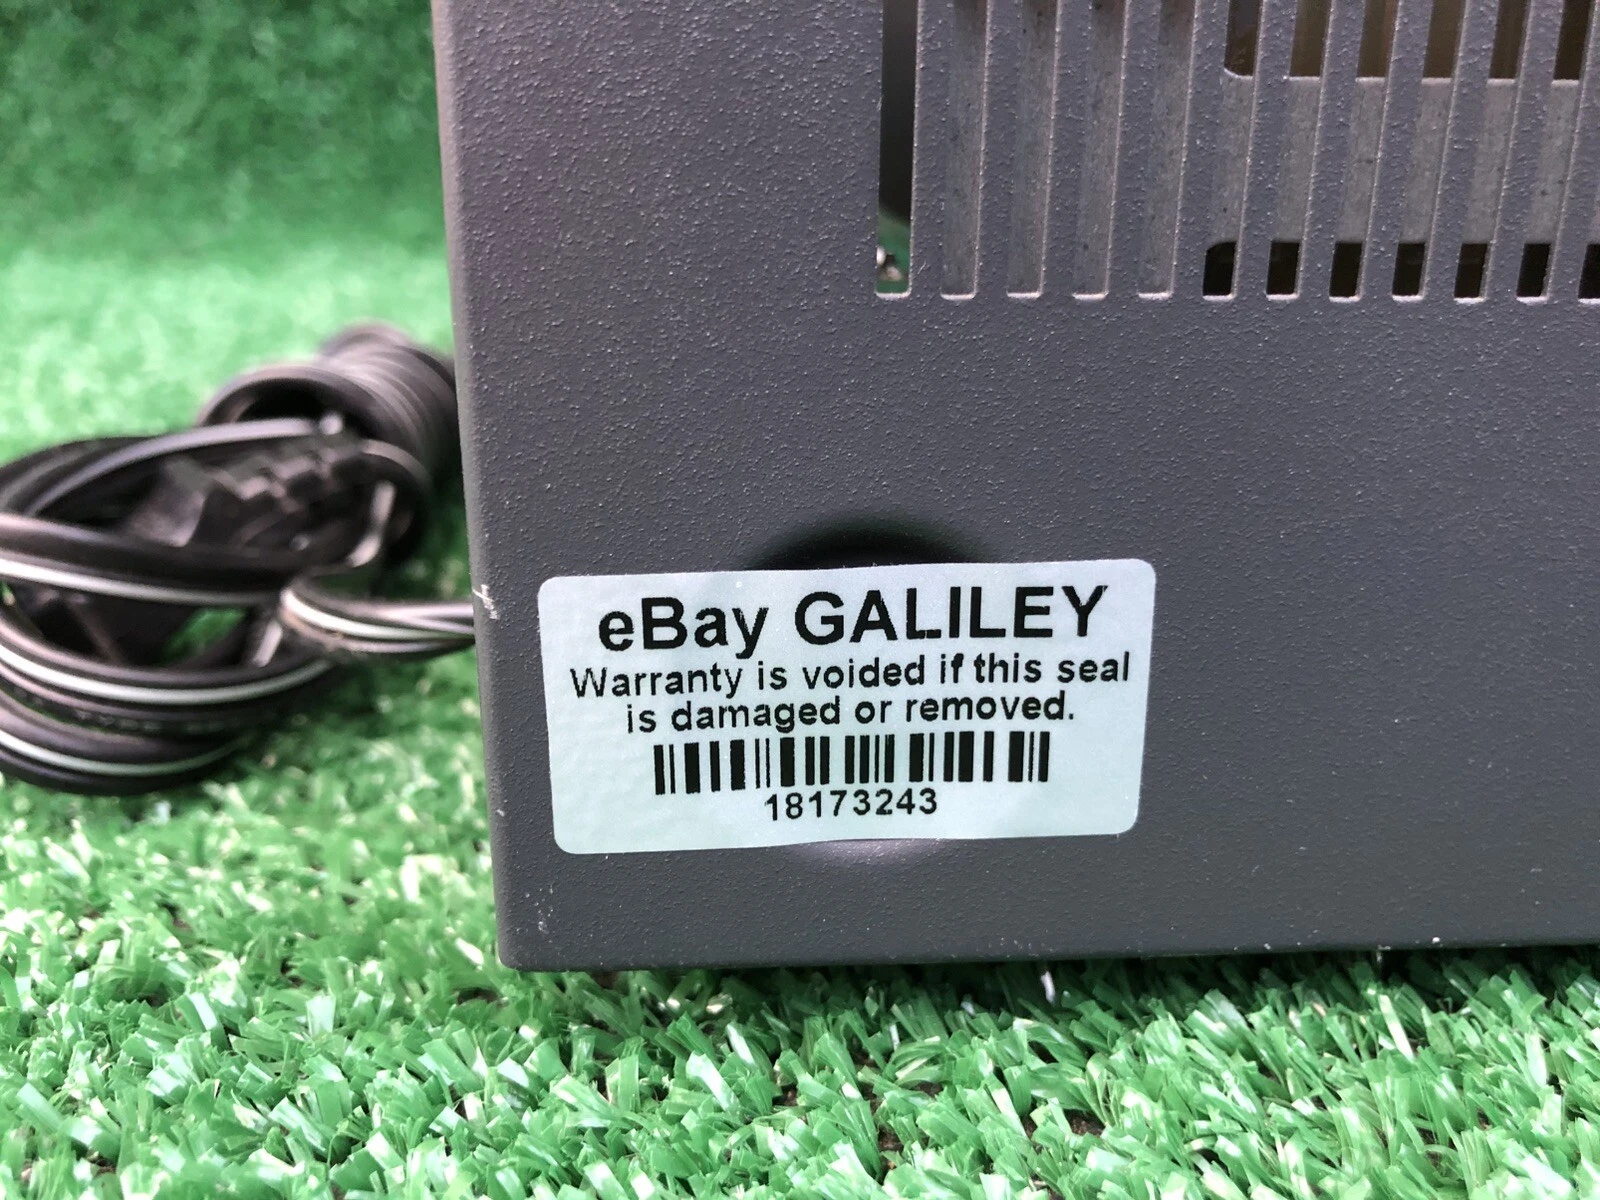 eBay GALILEY
Warranty is voided if this seal
is damaged or removed.
18173243